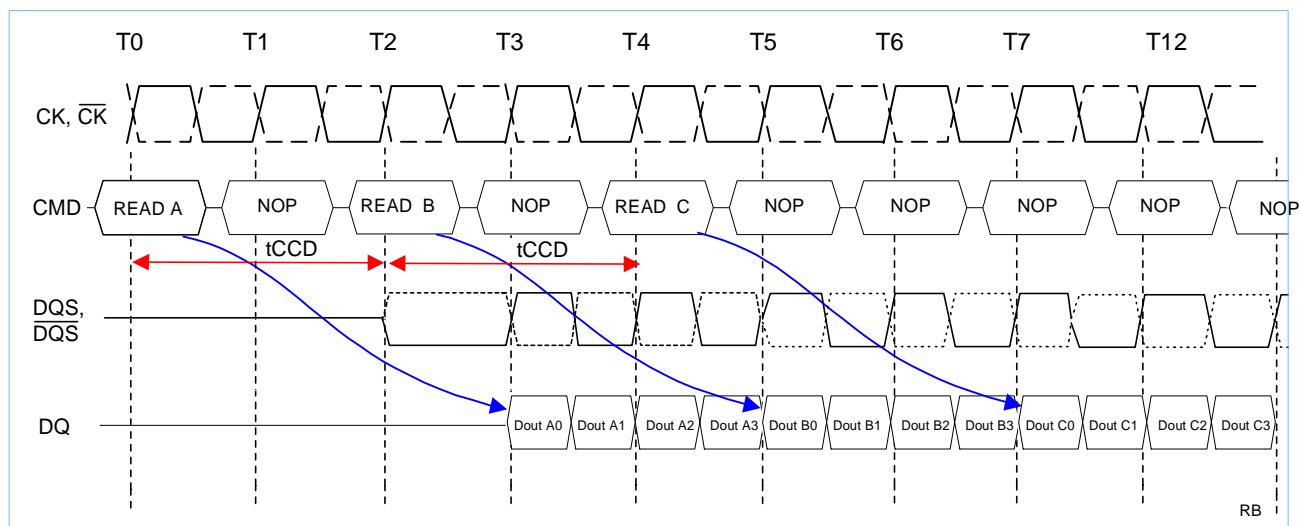 T0 T1 T2 T3 T4 T5 T6 T7 T12
CK, C̅K̅
CMD READ A NOP READ B NOP READ C NOP NOP NOP NOP NOP
tCCD tCCD
DQS,
D̅Q̅S̅
DQ Dout A0 Dout A1 Dout A2 Dout A3 Dout B0 Dout B1 Dout B2 Dout B3 Dout C0 Dout C1 Dout C2 Dout C3
RB